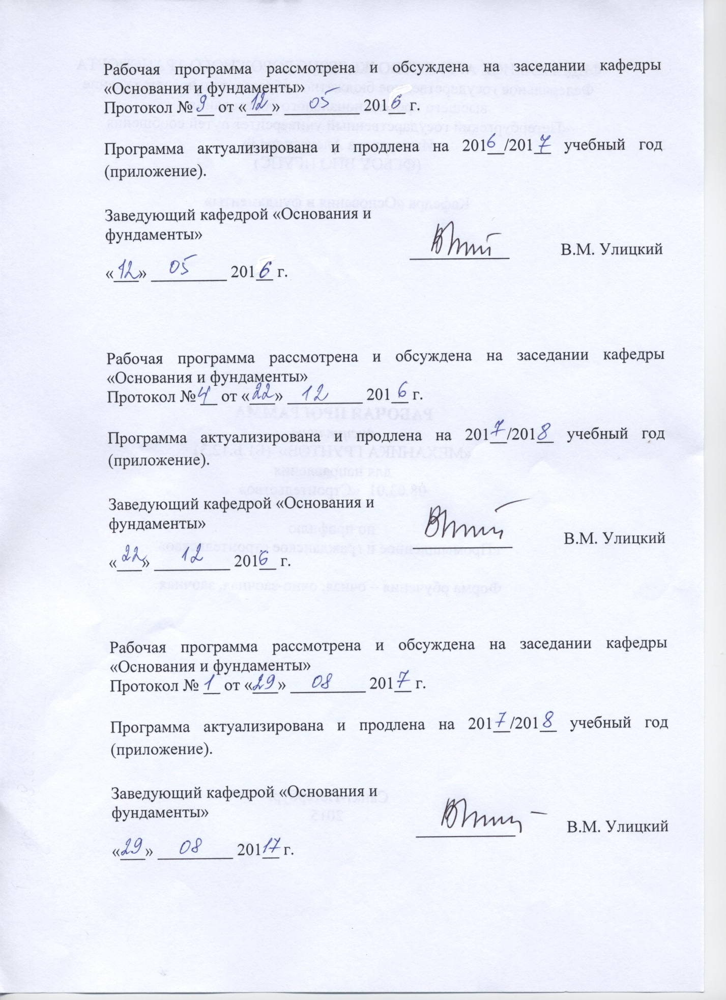 Рабочая программа рассмотрена и обсуждена на заседании кафедры
«Основания и фундаменты»
Протокол № 9 от «12» 05 2016 г.
Программа актуализирована и продлена на 2016/2017 учебный год
(приложение).
Заведующий кафедрой «Основания и
фундаменты»
В.М. Улицкий
«12» 05 2016 г.
Рабочая программа рассмотрена и обсуждена на заседании кафедры
«Основания и фундаменты»
Протокол № 4 от «22» 12 2016 г.
Программа актуализирована и продлена на 2017/2018 учебный год
(приложение).
Заведующий кафедрой «Основания и
фундаменты»
В.М. Улицкий
«22» 12 2016 г.
Рабочая программа рассмотрена и обсуждена на заседании кафедры
«Основания и фундаменты»
Протокол № 1 от «29» 08 2017 г.
Программа актуализирована и продлена на 2017/2018 учебный год
(приложение).
Заведующий кафедрой «Основания и
фундаменты»
В.М. Улицкий
«29» 08 20117 г.